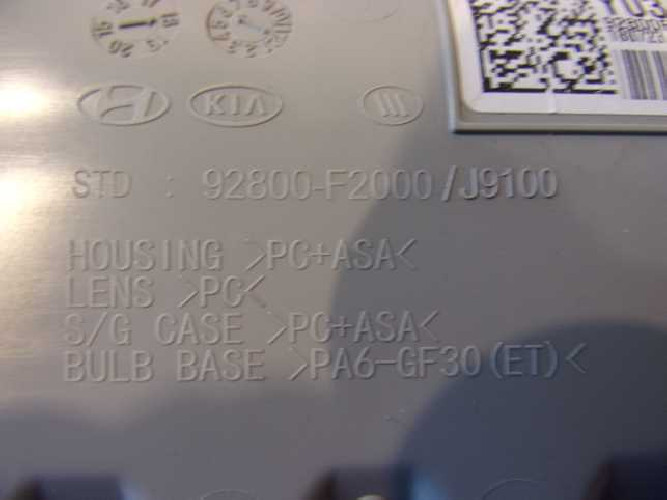 KIA
STD : 92800-F2000/J9100
HOUSING >PC+ASA<
LENS >PC<
S/G CASE >PC+ASA<
BULB BASE >PA6-GF30(ET)<